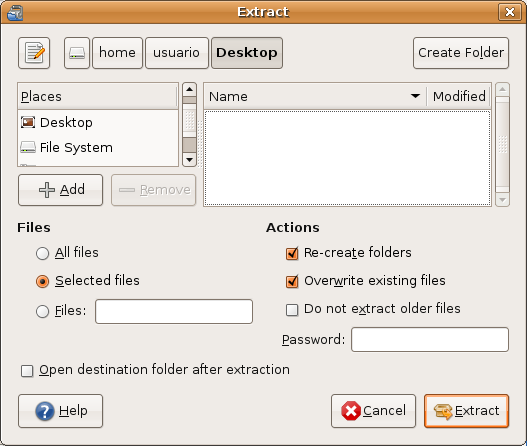 Extract
home usuario Desktop Create Folder
Places Name Modified
Desktop
File System
Add Remove
Files Actions
All files Re-create folders
Selected files Overwrite existing files
Files: Do not extract older files
Password:
Open destination folder after extraction
Help Cancel Extract